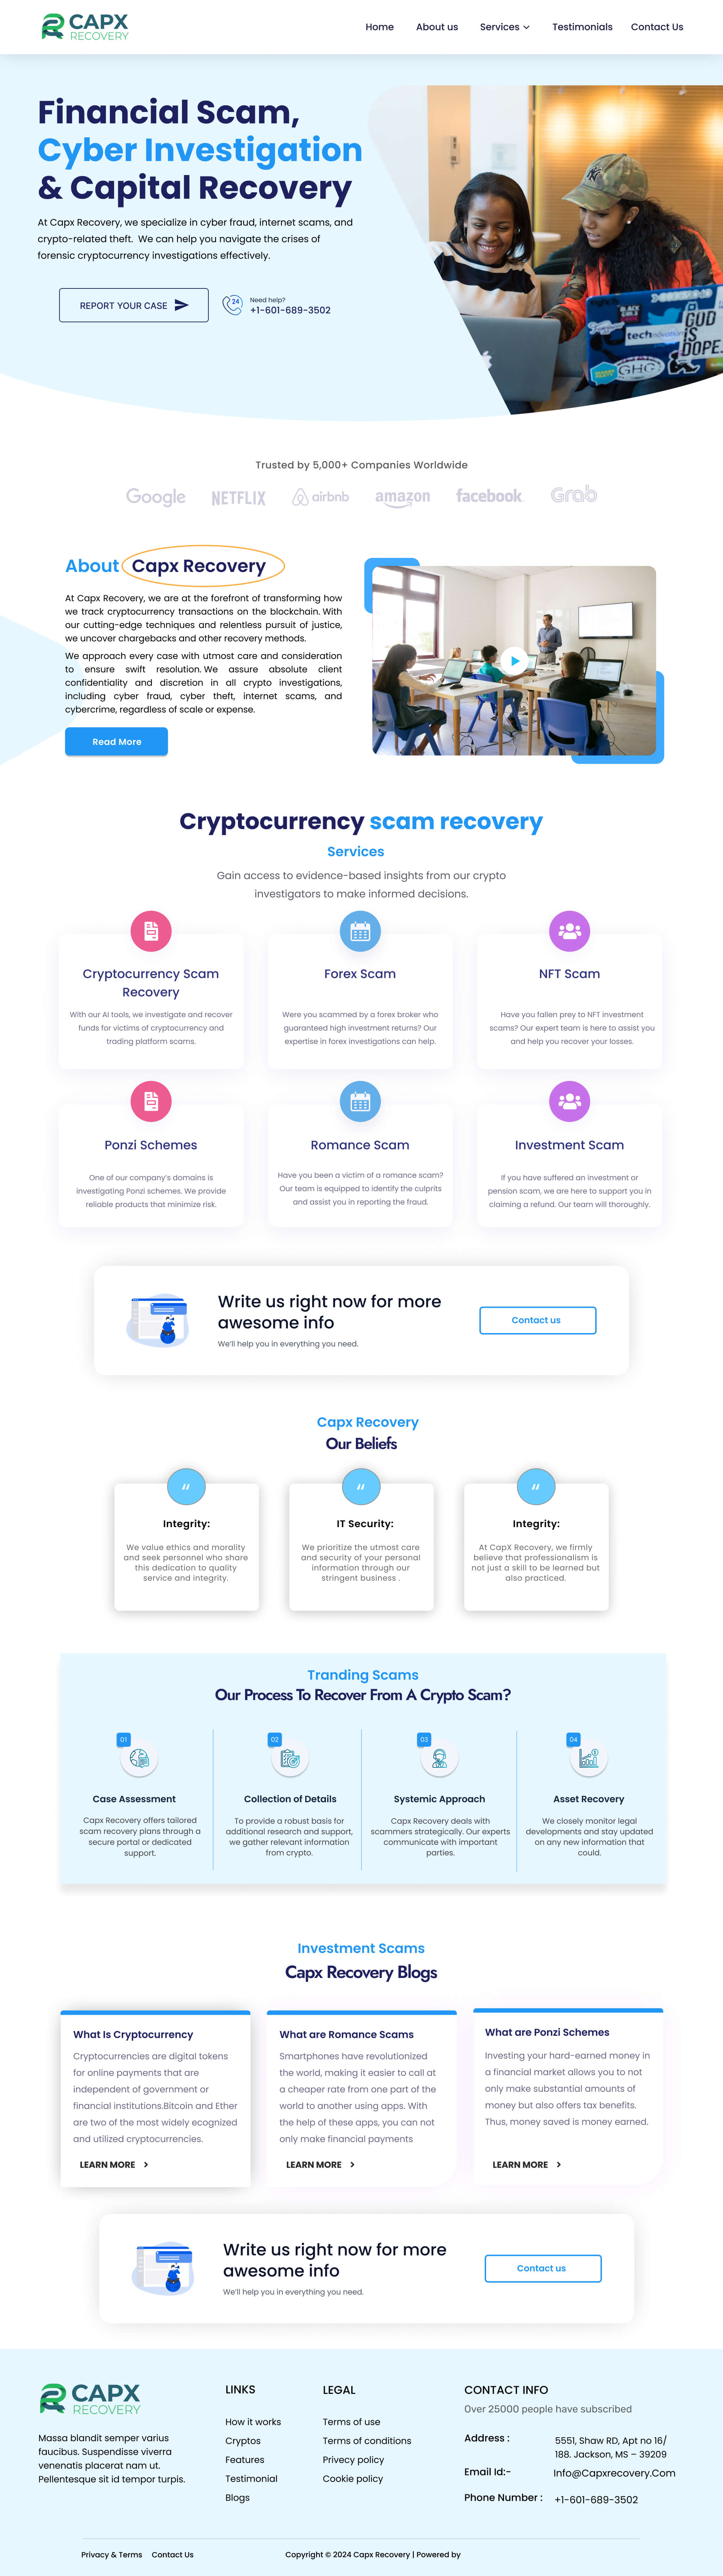 CAPX
RECOVERY
Home About us Services Testimonials Contact Us
Financial Scam,
Cyber Investigation
& Capital Recovery
At Capx Recovery, we specialize in cyber fraud, internet scams, and
crypto-related theft. We can help you navigate the crises of
forensic cryptocurrency investigations effectively.
REPORT YOUR CASE
24
Need help?
+1-601-689-3502
BLACK
GIRLS
CODE
tech
GOD
IS
DOPE.
GHC
Trusted by 5,000+ Companies Worldwide
Google NETFLIX airbnb amazon facebook Grab
About Capx Recovery
At Capx Recovery, we are at the forefront of transforming how
we track cryptocurrency transactions on the blockchain. With
our cutting-edge techniques and relentless pursuit of justice,
we uncover chargebacks and other recovery methods.
We approach every case with utmost care and consideration
to ensure swift resolution. We assure absolute client
confidentiality and discretion in all crypto investigations,
including cyber fraud, cyber theft, internet scams, and
cybercrime, regardless of scale or expense.
Read More
Cryptocurrency scam recovery
Services
Gain access to evidence-based insights from our crypto
investigators to make informed decisions.
Cryptocurrency Scam
Recovery
With our AI tools, we investigate and recover
funds for victims of cryptocurrency and
trading platform scams.
Forex Scam
Were you scammed by a forex broker who
guaranteed high investment returns? Our
expertise in forex investigations can help.
NFT Scam
Have you fallen prey to NFT investment
scams? Our expert team is here to assist you
and help you recover your losses.
Ponzi Schemes
One of our company's domains is
investigating Ponzi schemes. We provide
reliable products that minimize risk.
Romance Scam
Have you been a victim of a romance scam?
Our team is equipped to identify the culprits
and assist you in reporting the fraud.
Investment Scam
If you have suffered an investment or
pension scam, we are here to support you in
claiming a refund. Our team will thoroughly.
Write us right now for more
awesome info
We'll help you in everything you need.
Contact us
Capx Recovery
Our Beliefs
Integrity:
We value ethics and morality
and seek personnel who share
this dedication to quality
service and integrity.
IT Security:
We prioritize the utmost care
and security of your personal
information through our
stringent business .
Integrity:
At CapX Recovery, we firmly
believe that professionalism is
not just a skill to be learned but
also practiced.
Tranding Scams
Our Process To Recover From A Crypto Scam?
01
Case Assessment
Capx Recovery offers tailored
scam recovery plans through a
secure portal or dedicated
support.
02
Collection of Details
To provide a robust basis for
additional research and support,
we gather relevant information
from crypto.
03
Systemic Approach
Capx Recovery deals with
scammers strategically. Our experts
communicate with important
parties.
04
Asset Recovery
We closely monitor legal
developments and stay updated
on any new information that
could.
Investment Scams
Capx Recovery Blogs
What Is Cryptocurrency
Cryptocurrencies are digital tokens
for online payments that are
independent of government or
financial institutions.Bitcoin and Ether
are two of the most widely ecognized
and utilized cryptocurrencies.
LEARN MORE
What are Romance Scams
Smartphones have revolutionized
the world, making it easier to call at
a cheaper rate from one part of the
world to another using apps. With
the help of these apps, you can not
only make financial payments
LEARN MORE
What are Ponzi Schemes
Investing your hard-earned money in
a financial market allows you to not
only make substantial amounts of
money but also offers tax benefits.
Thus, money saved is money earned.
LEARN MORE
Write us right now for more
awesome info
We'll help you in everything you need.
Contact us
CAPX
RECOVERY
Massa blandit semper varius
faucibus. Suspendisse viverra
venenatis placerat nam ut.
Pellentesque sit id tempor turpis.
LINKS
How it works
Cryptos
Features
Testimonial
Blogs
LEGAL
Terms of use
Terms of conditions
Privecy policy
Cookie policy
CONTACT INFO
Over 25000 people have subscribed
Address : 5551, Shaw RD, Apt no 16/
188. Jackson, MS – 39209
Email Id:- Info@Capxrecovery.Com
Phone Number : +1-601-689-3502
Privacy & Terms Contact Us Copyright © 2024 Capx Recovery | Powered by